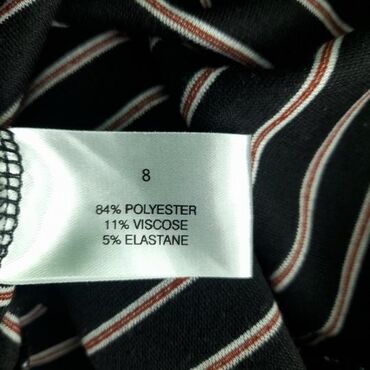 8
84% POLYESTER
11% VISCOSE
5% ELASTANE